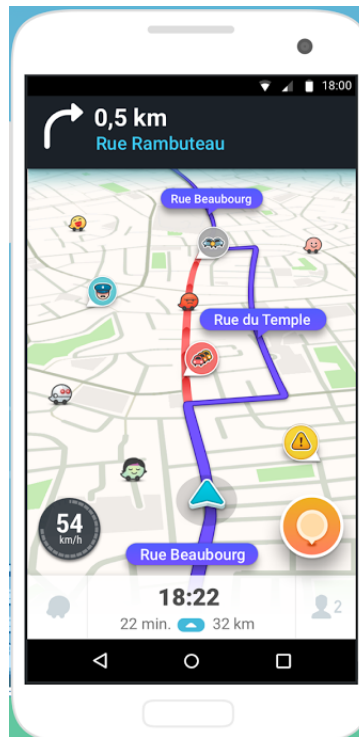 18:00
0,5 km
Rue Rambuteau
Rue Beaubourg
Rue du Temple
54
km/h
Rue Beaubourg
18:22
22 min. 32 km
2